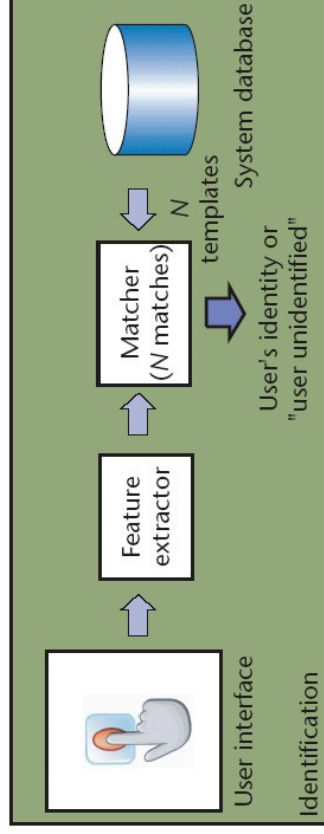 User interface
Feature
extractor
Matcher
(N matches)
N
templates
System database
User's identity or
"user unidentified"
Identification